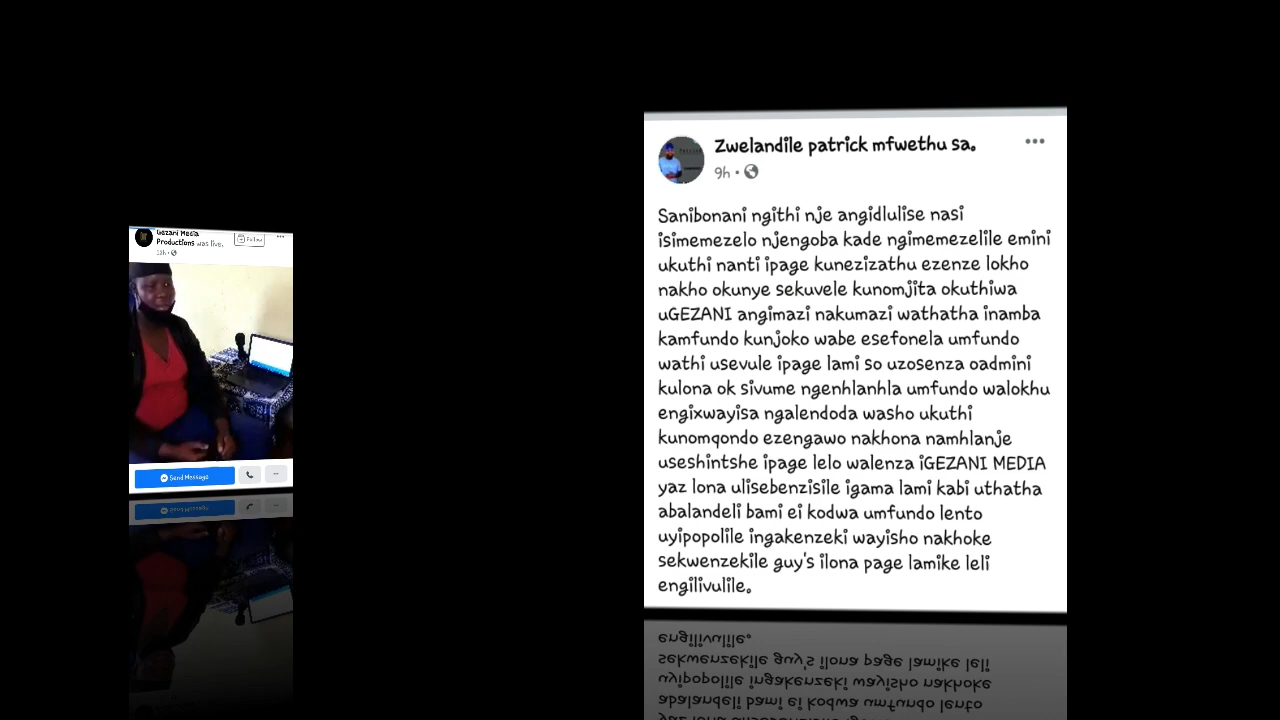 Gezani Media
Productions was live.
Follow
Send Message
Zwelandile patrick mfwethu sa.
9h
Sanibonani ngithi nje angidlulise nasi
isimemezelo njengoba kade ngimemezelile emini
ukuthi nanti ipage kunezizathu ezenze lokho
nakho okunye sekuvele kunomjita okuthiwa
uGEZANI angimazi nakumazi wathatha inamba
kamfundo kunjoko wabe esefonela umfundo
wathi usevule ipage lami so uzosenza oadmini
kulona ok sivume ngenhlanhla umfundo walokhu
engixwayisa ngalendoda washo ukuthi
kunomqondo ezengawo nakhona namhlanje
useshintshe ipage lelo walenza iGEZANI MEDIA
yaz lona ulisebenzisile igama lami kabi uthatha
abalandeli bami ei kodwa umfundo lento
uyipopolile ingakenzeki wayisho nakhoke
sekwenzekile guy's ilona page lamike leli
engilivulile.